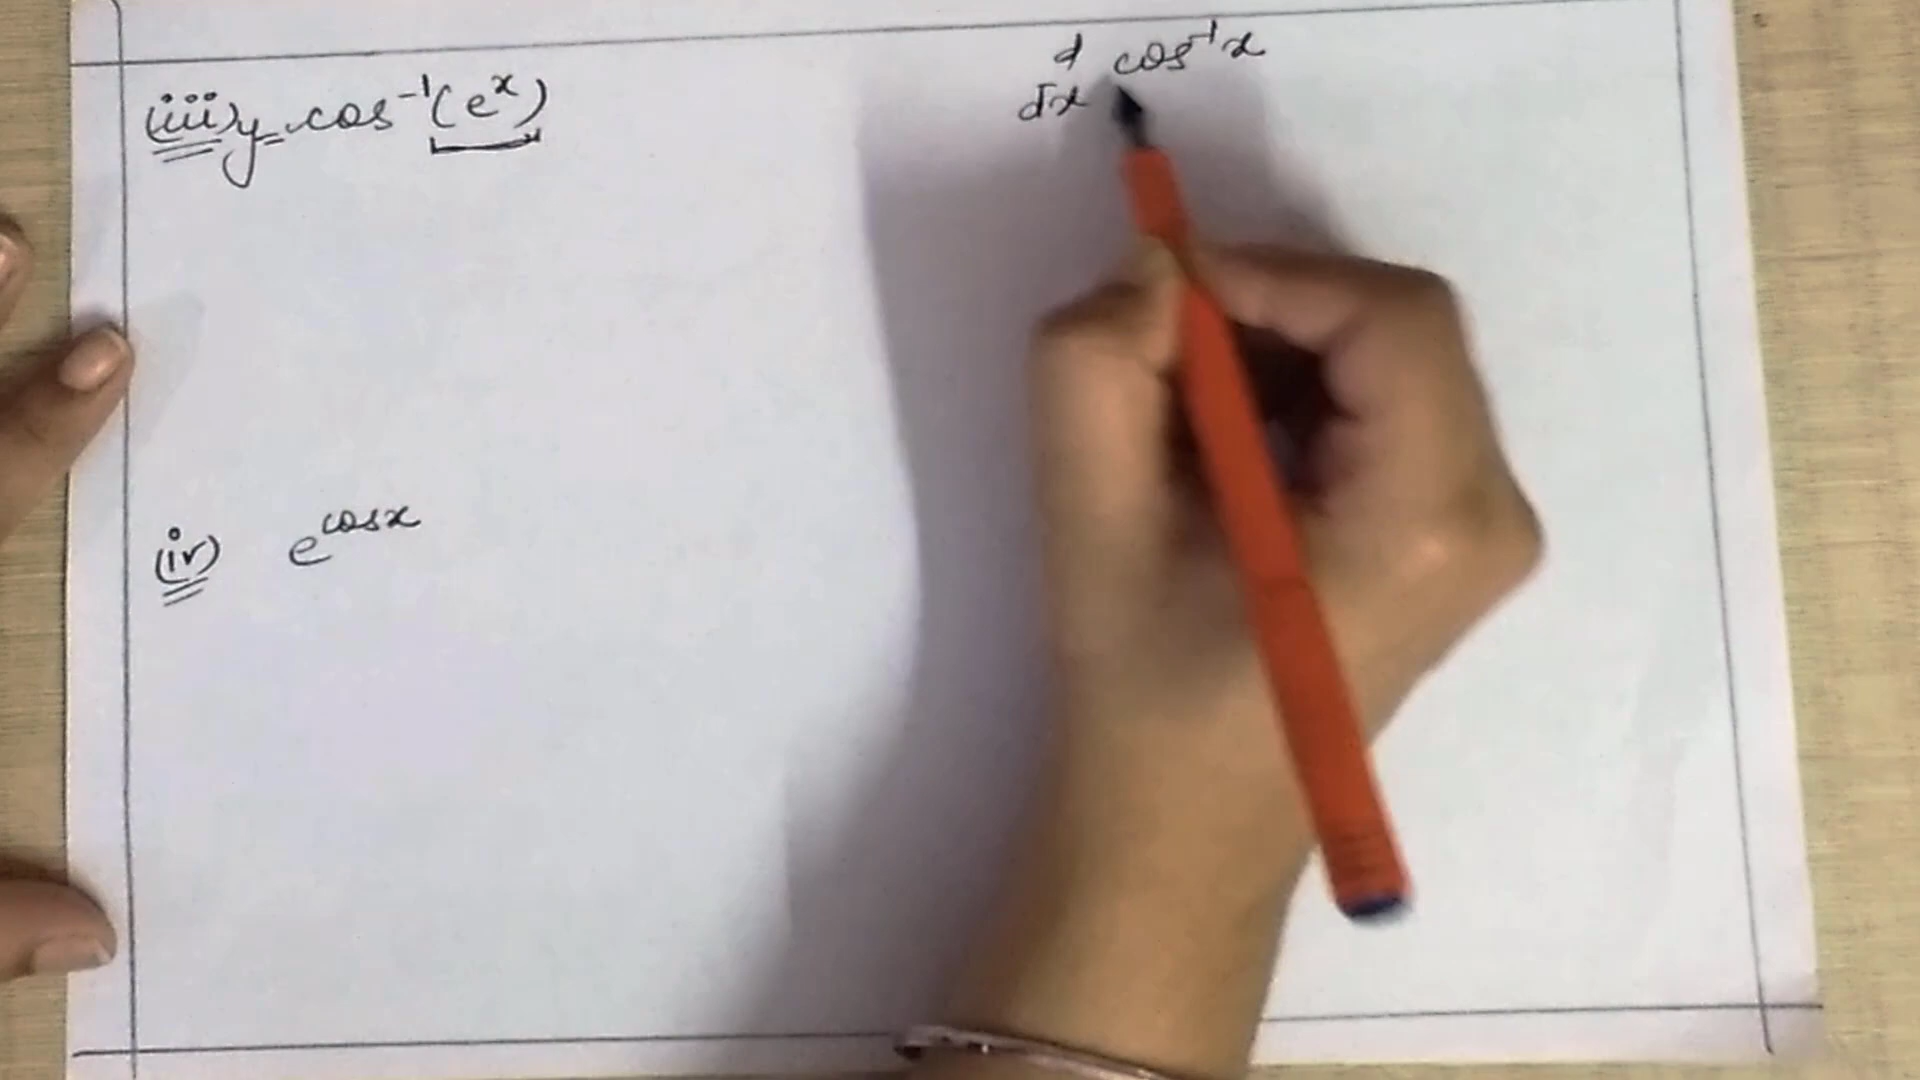 (iii) y = cos⁻¹(eˣ)
d/dx cos⁻¹x
(iv) e^cosx